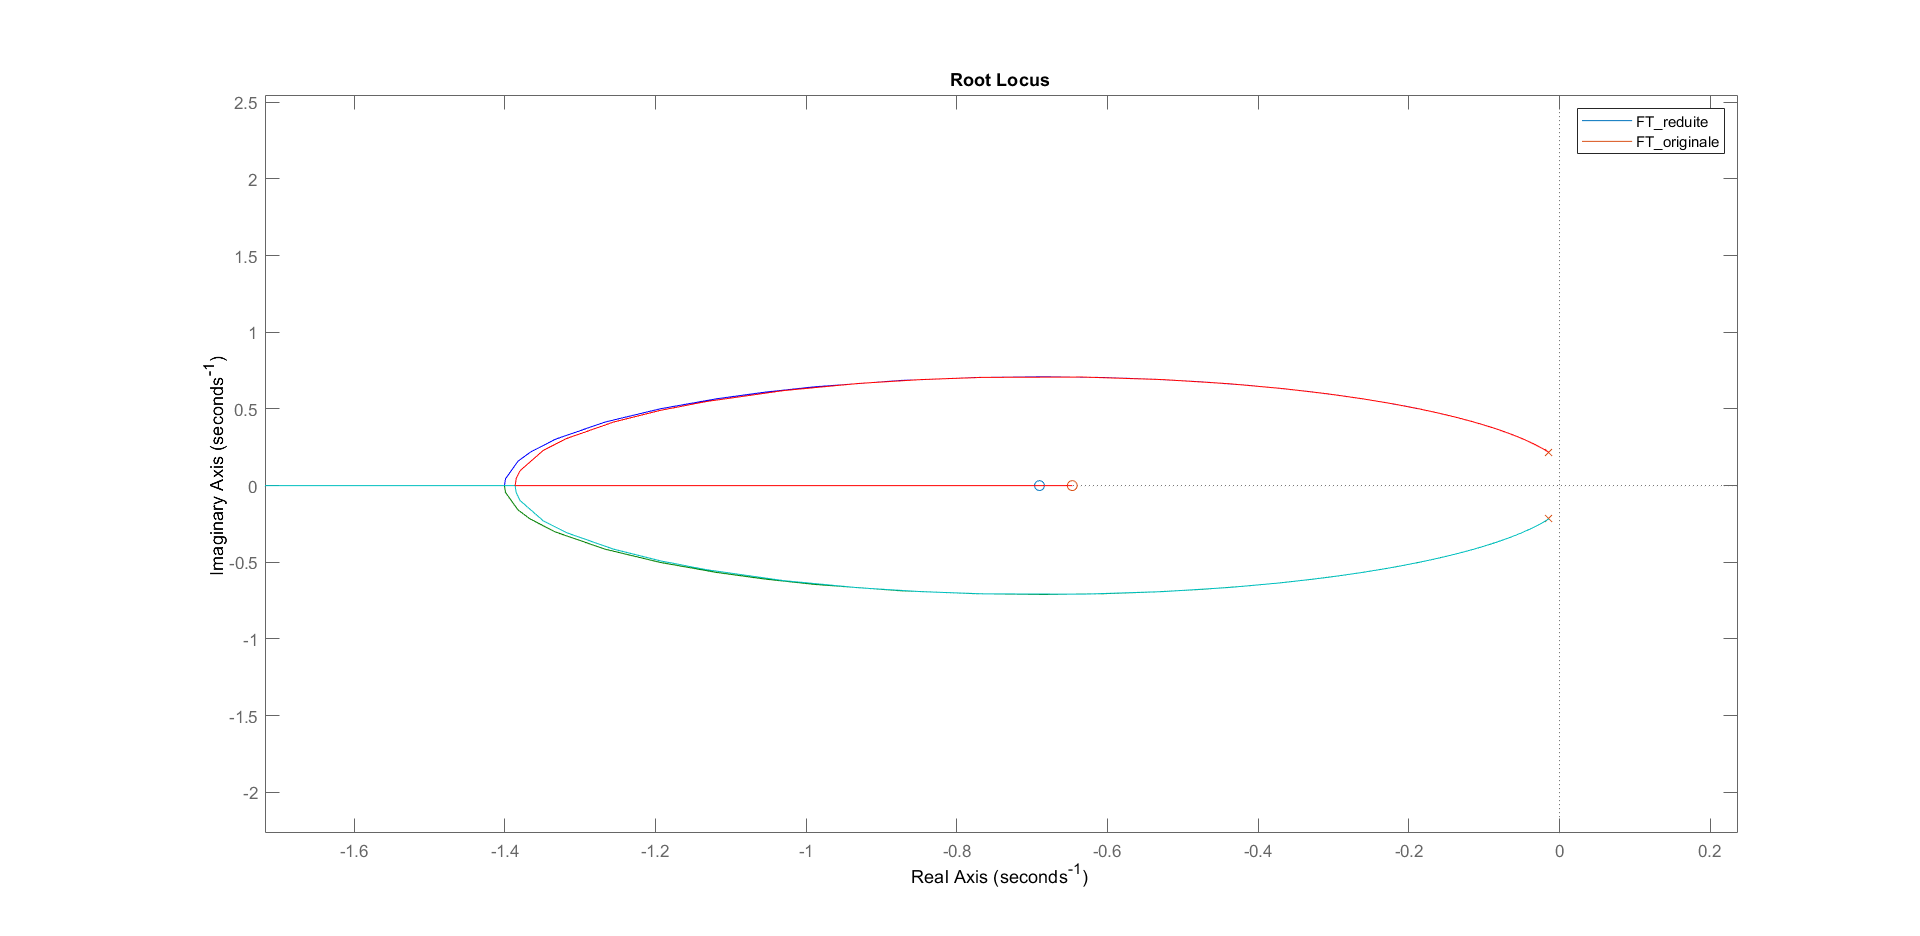 Root Locus
FT_reduite
FT_originale
2.5
2
1.5
1
0.5
0
-0.5
-1
-1.5
-2
Imaginary Axis (seconds⁻¹)
-1.6 -1.4 -1.2 -1 -0.8 -0.6 -0.4 -0.2 0 0.2
Real Axis (seconds⁻¹)